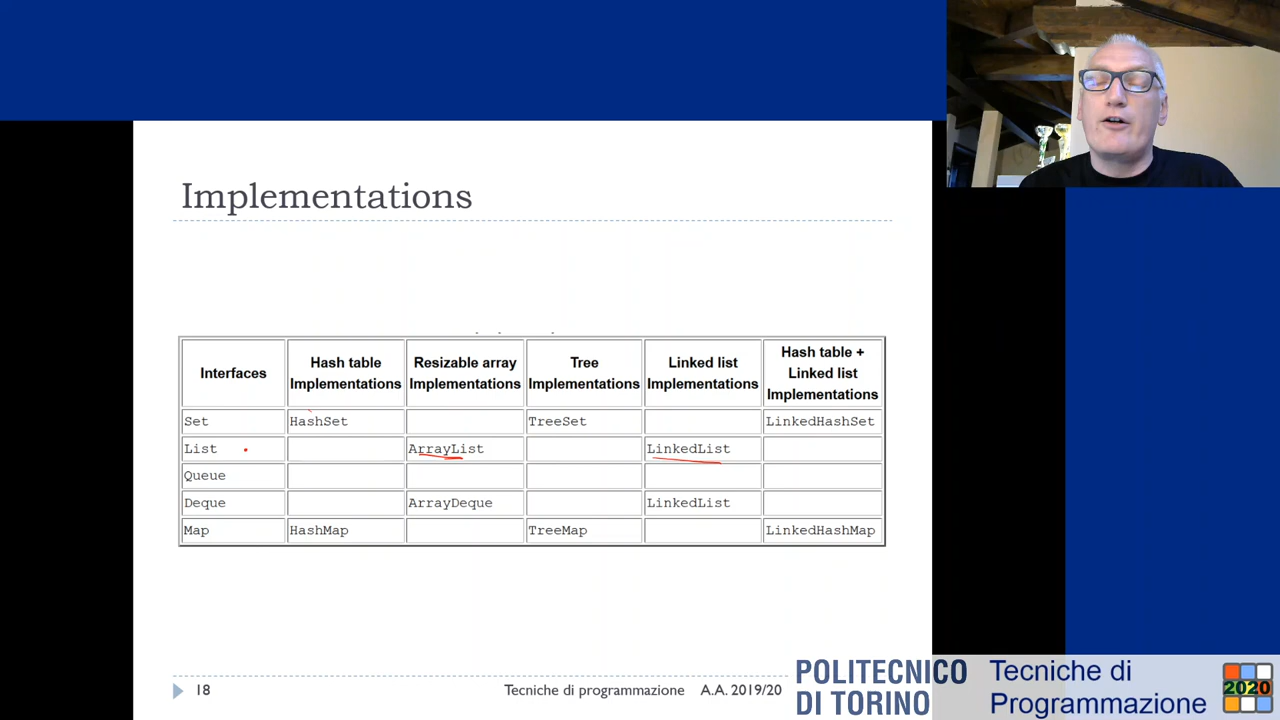 Implementations
Interfaces
Hash table
Implementations
Resizable array
Implementations
Tree
Implementations
Linked list
Implementations
Hash table +
Linked list
Implementations
Set HashSet TreeSet LinkedHashSet
List ArrayList LinkedList
Queue
Deque ArrayDeque LinkedList
Map HashMap TreeMap LinkedHashMap
18 Tecniche di programmazione A.A. 2019/20
POLITECNICO
DI TORINO
Tecniche di
Programmazione
2020